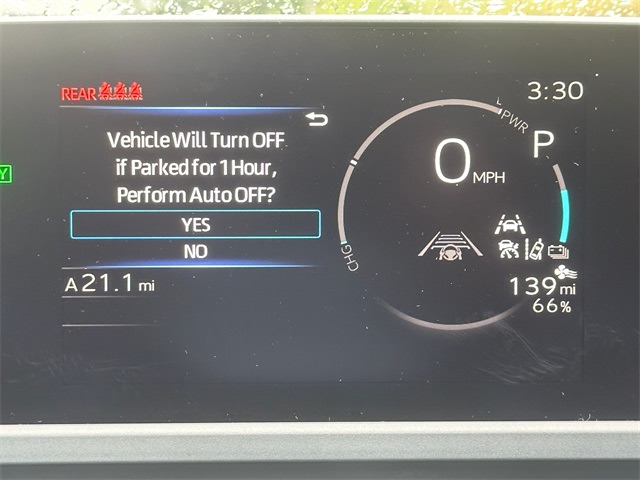 REAR
3:30
Vehicle Will Turn OFF
if Parked for 1 Hour,
Perform Auto OFF?
YES
NO
A 21.1 mi
PWR
P
0 MPH
CHG
139 mi
66%
Y